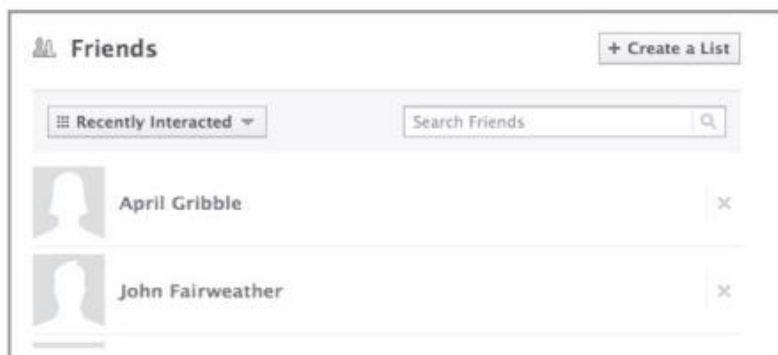 Friends
+ Create a List
Recently Interacted
Search Friends
April Gribble
John Fairweather